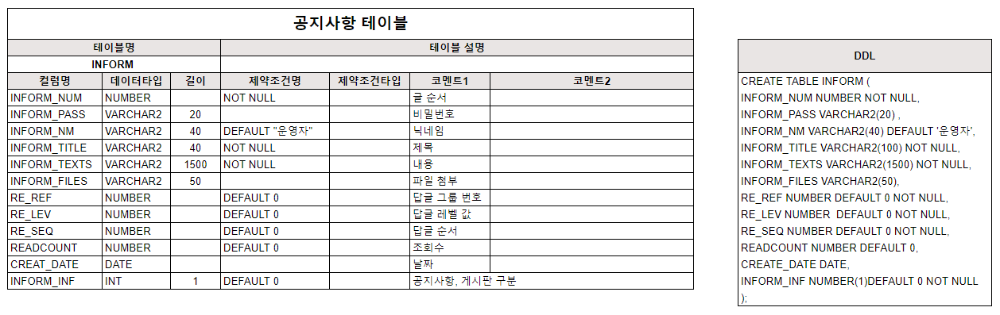 공지사항 테이블
테이블명 테이블 설명
INFORM
컬럼명 데이터타입 길이 제약조건명 제약조건타입 코멘트1 코멘트2
INFORM_NUM NUMBER NOT NULL 글 순서
INFORM_PASS VARCHAR2 20 비밀번호
INFORM_NM VARCHAR2 40 DEFAULT "운영자" 닉네임
INFORM_TITLE VARCHAR2 40 NOT NULL 제목
INFORM_TEXTS VARCHAR2 1500 NOT NULL 내용
INFORM_FILES VARCHAR2 50 파일 첨부
RE_REF NUMBER DEFAULT 0 답글 그룹 번호
RE_LEV NUMBER DEFAULT 0 답글 레벨 값
RE_SEQ NUMBER DEFAULT 0 답글 순서
READCOUNT NUMBER DEFAULT 0 조회수
CREAT_DATE DATE 날짜
INFORM_INF INT 1 DEFAULT 0 공지사항, 게시판 구분
DDL
CREATE TABLE INFORM (
INFORM_NUM NUMBER NOT NULL,
INFORM_PASS VARCHAR2(20) ,
INFORM_NM VARCHAR2(40) DEFAULT '운영자',
INFORM_TITLE VARCHAR2(100) NOT NULL,
INFORM_TEXTS VARCHAR2(1500) NOT NULL,
INFORM_FILES VARCHAR2(50),
RE_REF NUMBER DEFAULT 0 NOT NULL,
RE_LEV NUMBER  DEFAULT 0 NOT NULL,
RE_SEQ NUMBER DEFAULT 0 NOT NULL,
READCOUNT NUMBER DEFAULT 0,
CREATE_DATE DATE,
INFORM_INF NUMBER(1)DEFAULT 0 NOT NULL
);